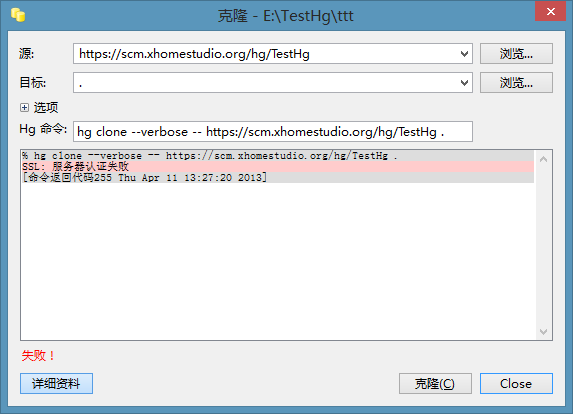 克隆 - E:\TestHg\ttt
源: https://scm.xhomestudio.org/hg/TestHg 浏览...
目标: . 浏览...
选项
Hg 命令: hg clone --verbose -- https://scm.xhomestudio.org/hg/TestHg .
% hg clone --verbose -- https://scm.xhomestudio.org/hg/TestHg .
SSL: 服务器认证失败
[命令返回代码255 Thu Apr 11 13:27:20 2013]
失败！
详细资料 克隆(C) Close